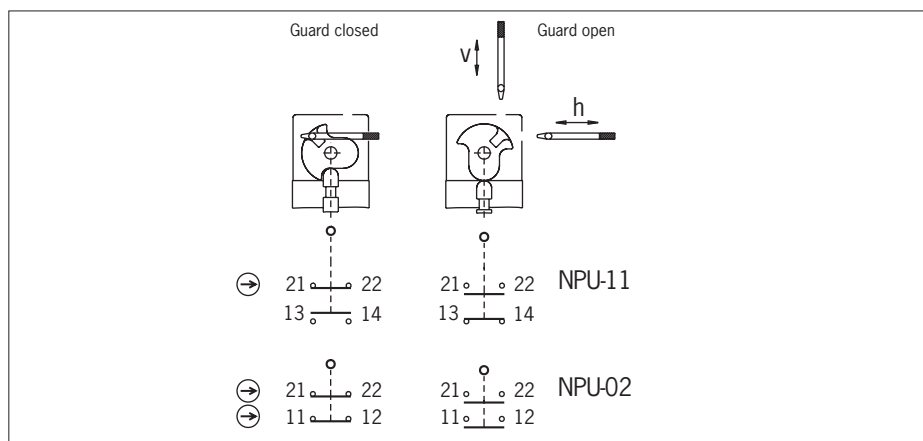 Guard closed
Guard open
v
h
21 22 21 22 NPU-11
13 14 13 14
21 22 21 22 NPU-02
11 12 11 12